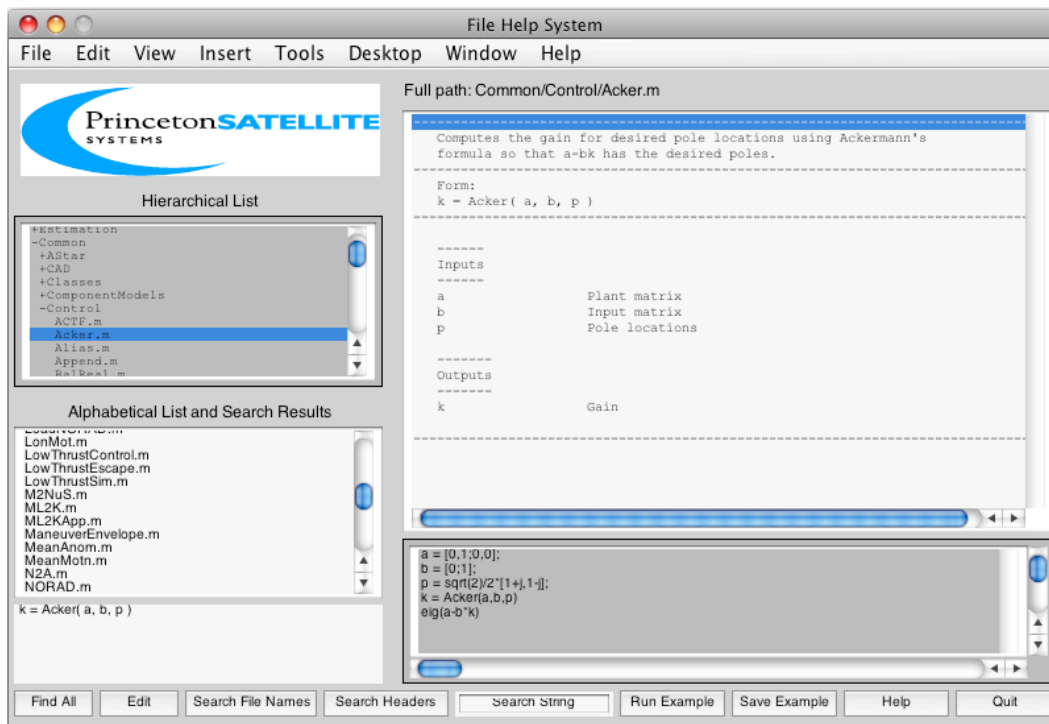 File Help System
File Edit View Insert Tools Desktop Window Help
PrincetonSATELLITE
SYSTEMS
Hierarchical List
+Estimation
-Common
+AStar
+CAD
+Classes
+ComponentModels
-Control
ACTF.m
Acker.m
Alias.m
Append.m
BalReal.m
Alphabetical List and Search Results
LoadNORAD.m
LonMot.m
LowThrustControl.m
LowThrustEscape.m
LowThrustSim.m
M2NuS.m
ML2K.m
ML2KApp.m
ManeuverEnvelope.m
MeanAnom.m
MeanMotn.m
N2A.m
NORAD.m
k = Acker( a, b, p )
Full path: Common/Control/Acker.m
--------------------------------------------------------------------------------
Computes the gain for desired pole locations using Ackermann's
formula so that a-bk has the desired poles.
--------------------------------------------------------------------------------
Form:
k = Acker( a, b, p )
--------------------------------------------------------------------------------
------
Inputs
------
a Plant matrix
b Input matrix
p Pole locations
-------
Outputs
-------
k Gain
--------------------------------------------------------------------------------
a = [0,1;0,0];
b = [0;1];
p = sqrt(2)/2*[1+j,1-j];
k = Acker(a,b,p)
eig(a-b*k)
Find All Edit Search File Names Search Headers Search String Run Example Save Example Help Quit